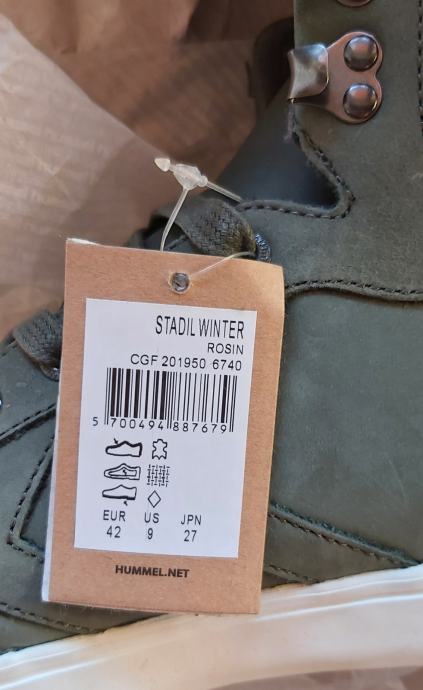 STADIL WINTER
ROSIN
CGF 201950 6740
5 700494 887679
EUR US JPN
42 9 27
HUMMEL.NET